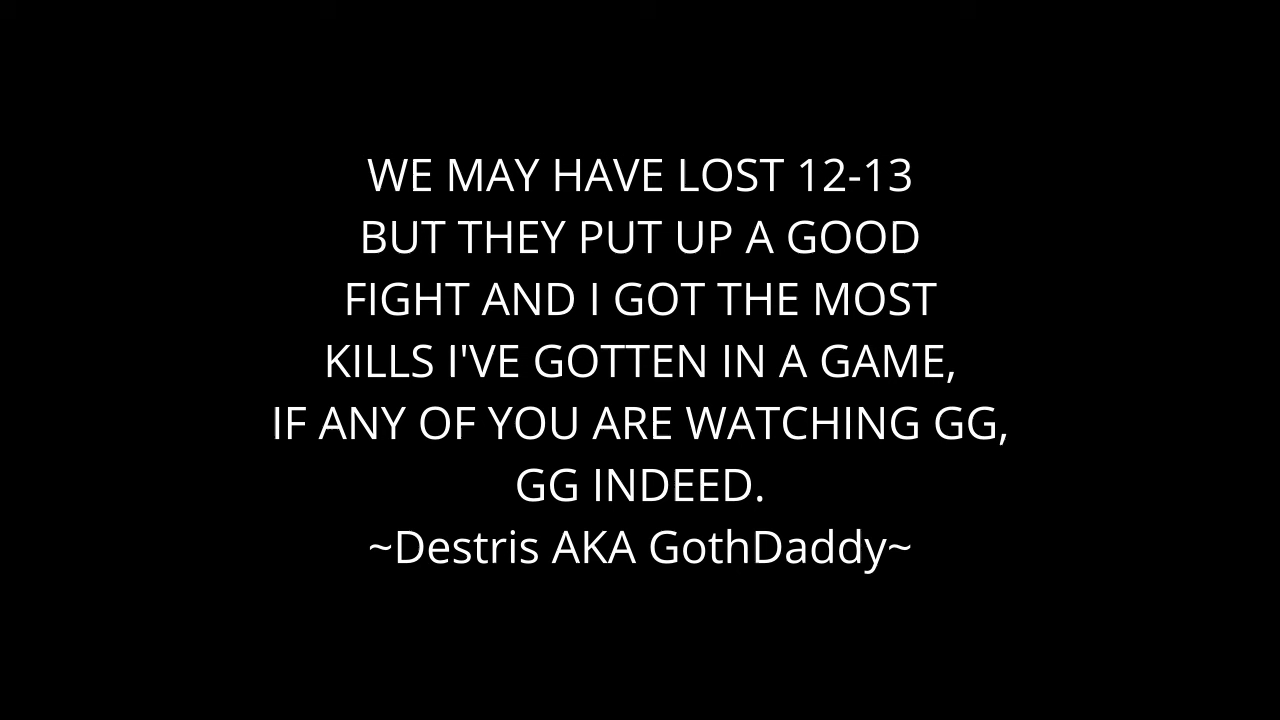 WE MAY HAVE LOST 12-13
BUT THEY PUT UP A GOOD
FIGHT AND I GOT THE MOST
KILLS I'VE GOTTEN IN A GAME,
IF ANY OF YOU ARE WATCHING GG,
GG INDEED.
~Destris AKA GothDaddy~